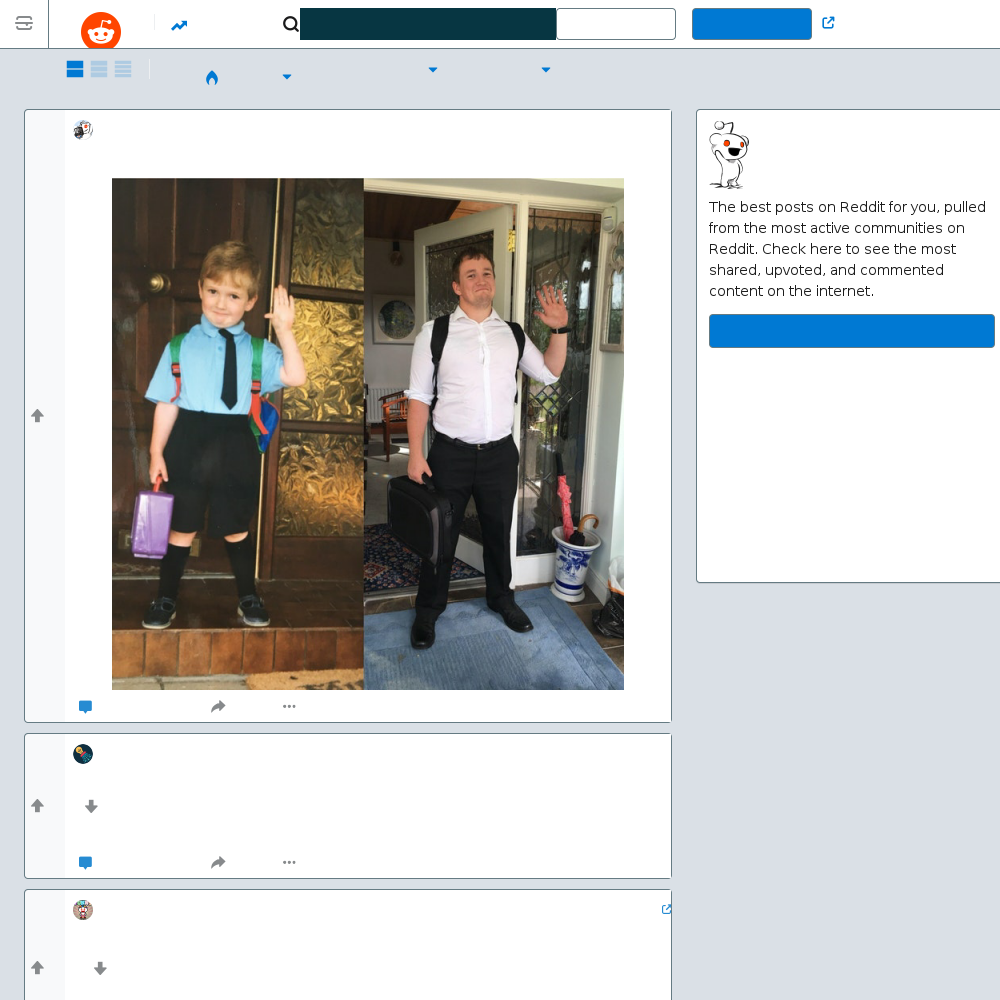 The best posts on Reddit for you, pulled
from the most active communities on
Reddit. Check here to see the most
shared, upvoted, and commented
content on the internet.